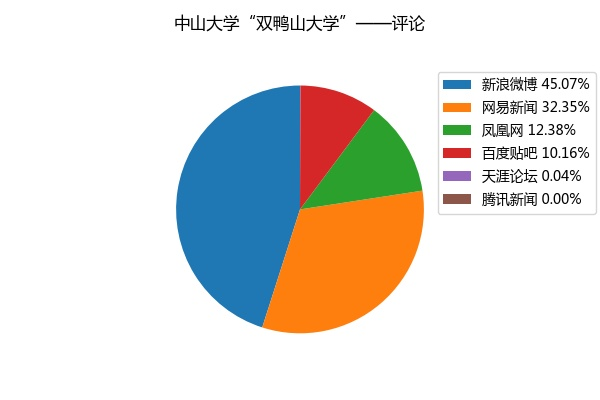 中山大学“双鸭山大学”——评论
新浪微博 45.07%
网易新闻 32.35%
凤凰网 12.38%
百度贴吧 10.16%
天涯论坛 0.04%
腾讯新闻 0.00%